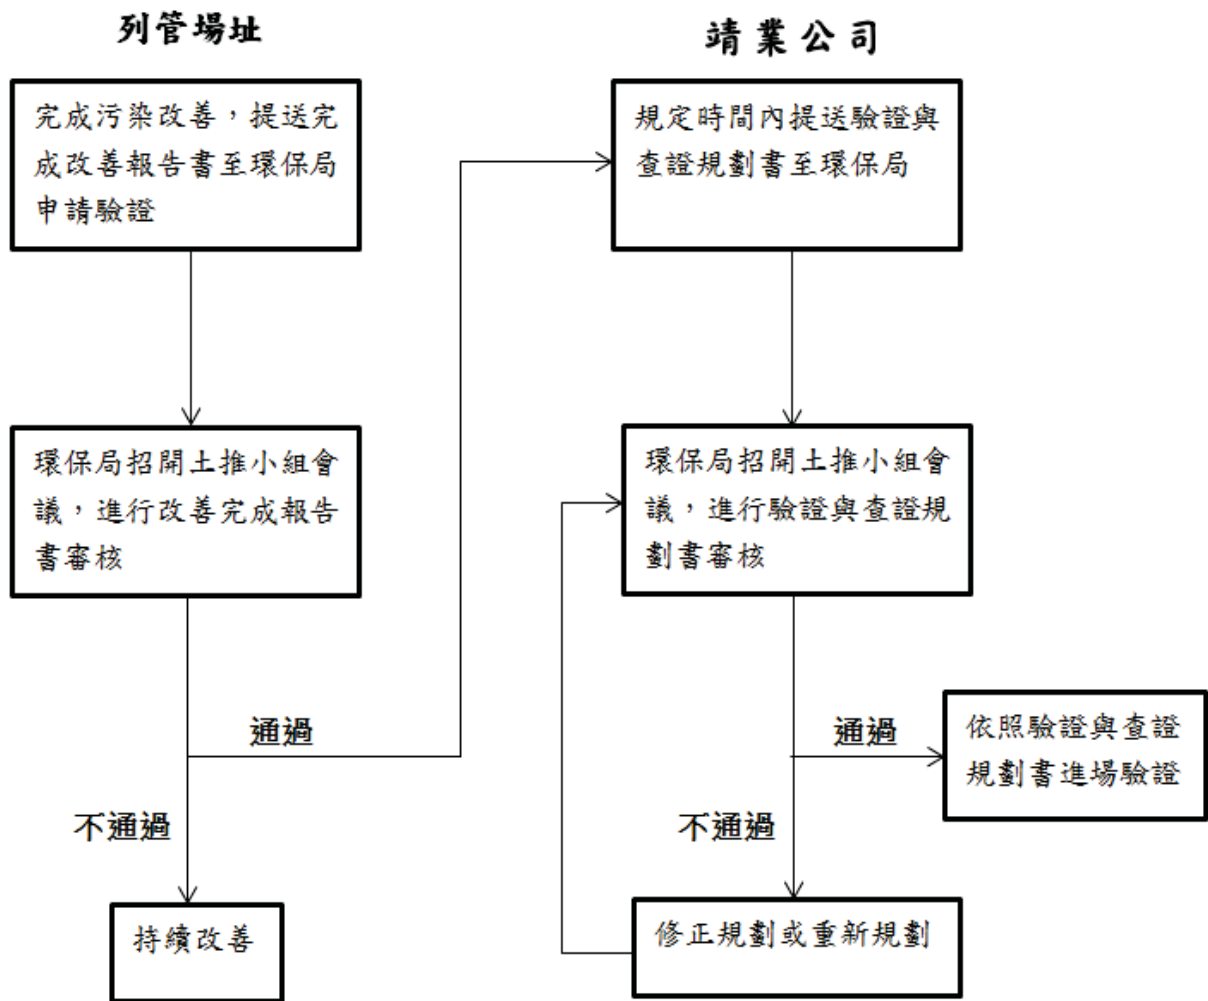 列管場址
完成污染改善，提送完
成改善報告書至環保局
申請驗證
環保局招開土推小組會
議，進行改善完成報告
書審核
通過
不通過
持續改善
靖業公司
規定時間內提送驗證與
查證規劃書至環保局
環保局招開土推小組會
議，進行驗證與查證規
劃書審核
通過
依照驗證與查證
規劃書進場驗證
不通過
修正規劃或重新規劃